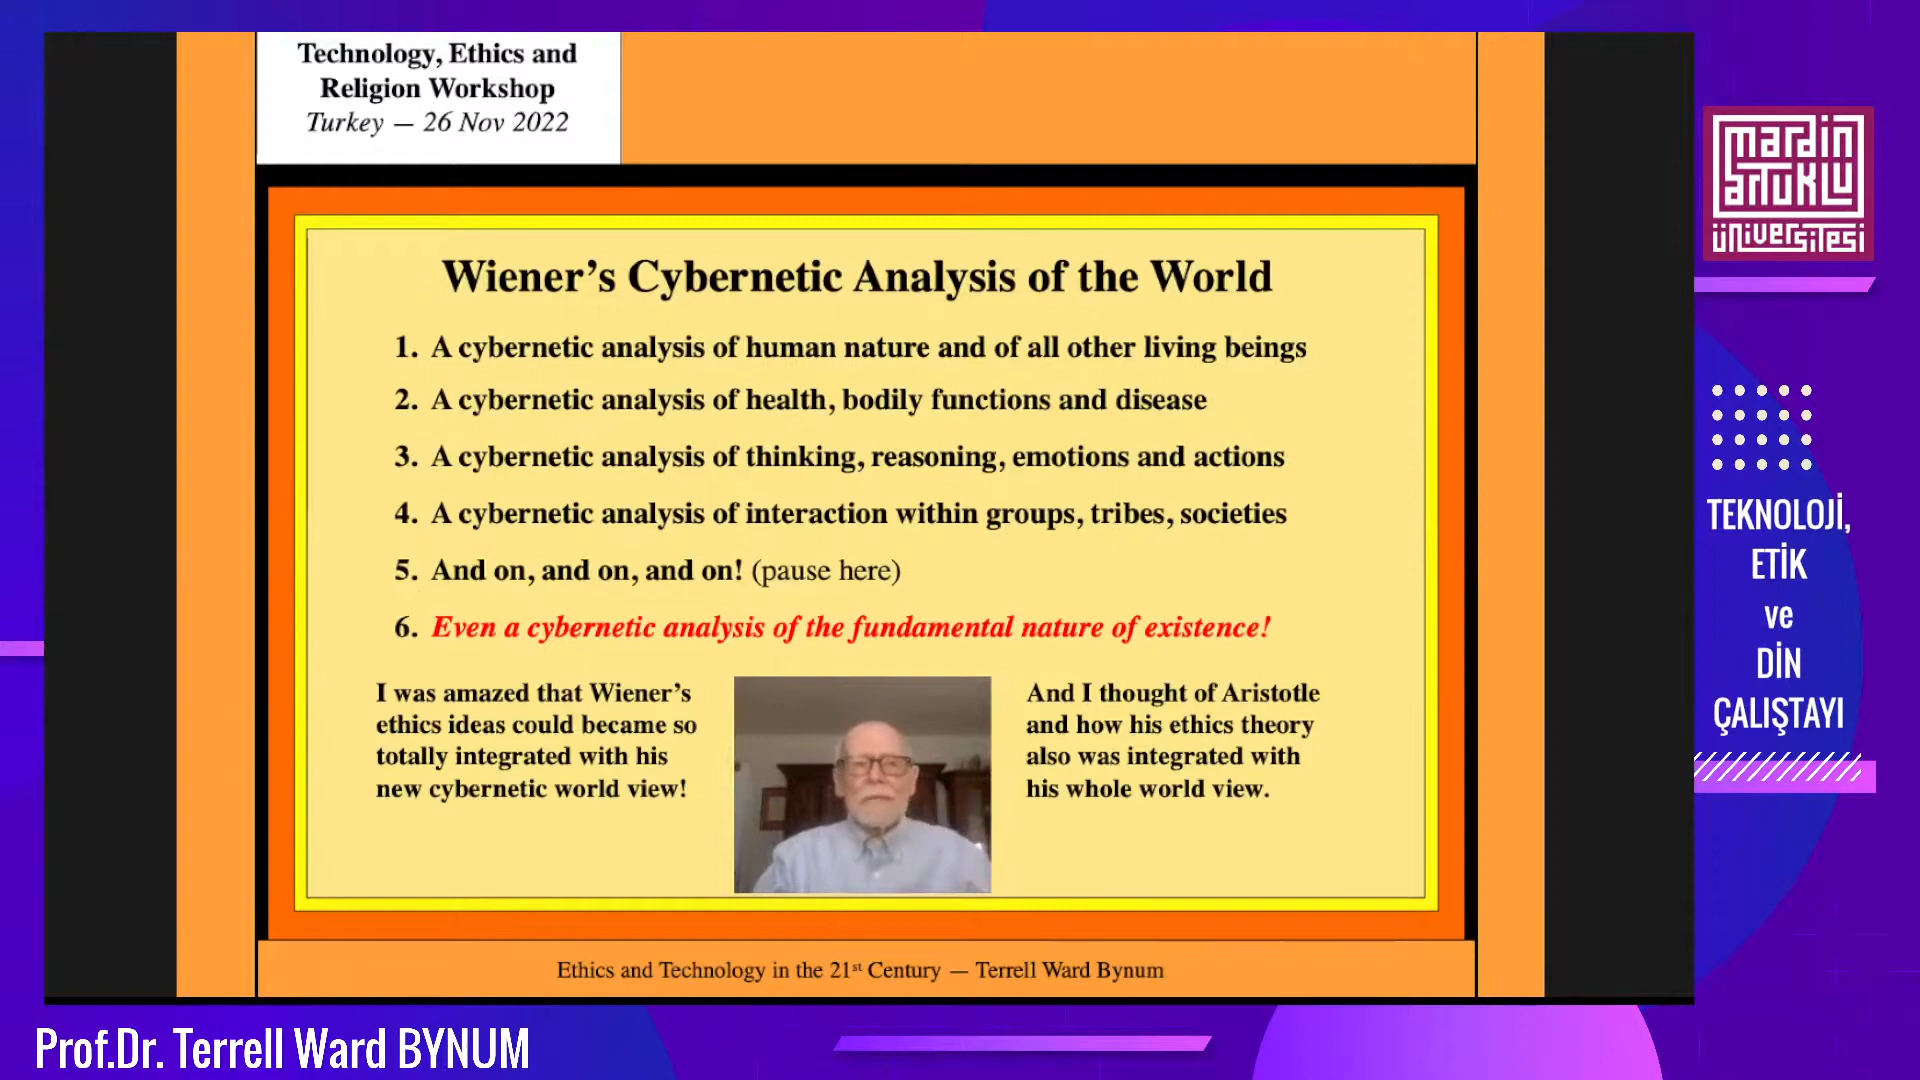 Technology, Ethics and
Religion Workshop
Turkey — 26 Nov 2022
Wiener’s Cybernetic Analysis of the World
1. A cybernetic analysis of human nature and of all other living beings
2. A cybernetic analysis of health, bodily functions and disease
3. A cybernetic analysis of thinking, reasoning, emotions and actions
4. A cybernetic analysis of interaction within groups, tribes, societies
5. And on, and on, and on! (pause here)
6. Even a cybernetic analysis of the fundamental nature of existence!
I was amazed that Wiener’s
ethics ideas could became so
totally integrated with his
new cybernetic world view!
And I thought of Aristotle
and how his ethics theory
also was integrated with
his whole world view.
Ethics and Technology in the 21st Century — Terrell Ward Bynum
Prof.Dr. Terrell Ward BYNUM
mardin
artuklu
üniversitesi
TEKNOLOJİ,
ETİK
ve
DİN
ÇALIŞTAYI